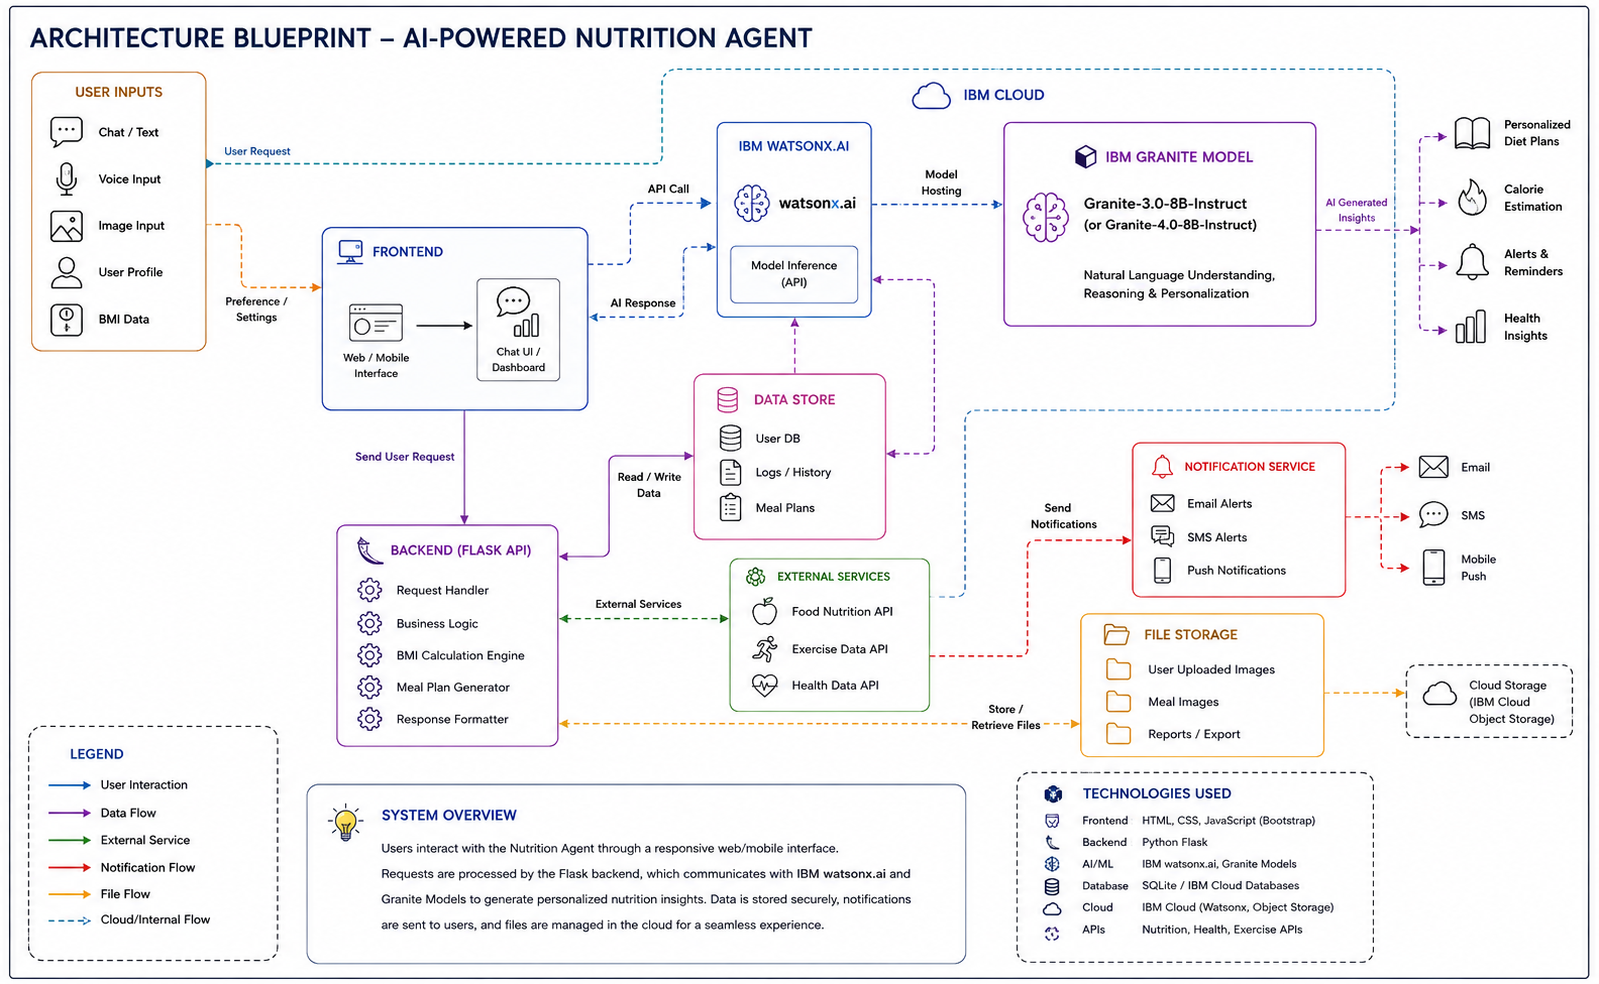 ARCHITECTURE BLUEPRINT – AI-POWERED NUTRITION AGENT
USER INPUTS
Chat / Text
Voice Input
Image Input
User Profile
BMI Data
User Request
Preference /
Settings
FRONTEND
Web / Mobile
Interface
Chat UI /
Dashboard
API Call
AI Response
IBM CLOUD
IBM WATSONX.AI
watsonx.ai
Model Inference
(API)
Model
Hosting
IBM GRANITE MODEL
Granite-3.0-8B-Instruct
(or Granite-4.0-8B-Instruct)
Natural Language Understanding,
Reasoning & Personalization
AI Generated
Insights
Personalized
Diet Plans
Calorie
Estimation
Alerts &
Reminders
Health
Insights
Send User Request
Read / Write
Data
DATA STORE
User DB
Logs / History
Meal Plans
BACKEND (FLASK API)
Request Handler
Business Logic
BMI Calculation Engine
Meal Plan Generator
Response Formatter
External Services
EXTERNAL SERVICES
Food Nutrition API
Exercise Data API
Health Data API
Send
Notifications
NOTIFICATION SERVICE
Email Alerts
SMS Alerts
Push Notifications
Email
SMS
Mobile
Push
Store /
Retrieve Files
FILE STORAGE
User Uploaded Images
Meal Images
Reports / Export
Cloud Storage
(IBM Cloud
Object Storage)
LEGEND
User Interaction
Data Flow
External Service
Notification Flow
File Flow
Cloud/Internal Flow
SYSTEM OVERVIEW
Users interact with the Nutrition Agent through a responsive web/mobile interface.
Requests are processed by the Flask backend, which communicates with IBM watsonx.ai and
Granite Models to generate personalized nutrition insights. Data is stored securely, notifications
are sent to users, and files are managed in the cloud for a seamless experience.
TECHNOLOGIES USED
Frontend HTML, CSS, JavaScript (Bootstrap)
Backend Python Flask
AI/ML IBM watsonx.ai, Granite Models
Database SQLite / IBM Cloud Databases
Cloud IBM Cloud (Watsonx, Object Storage)
APIs Nutrition, Health, Exercise APIs